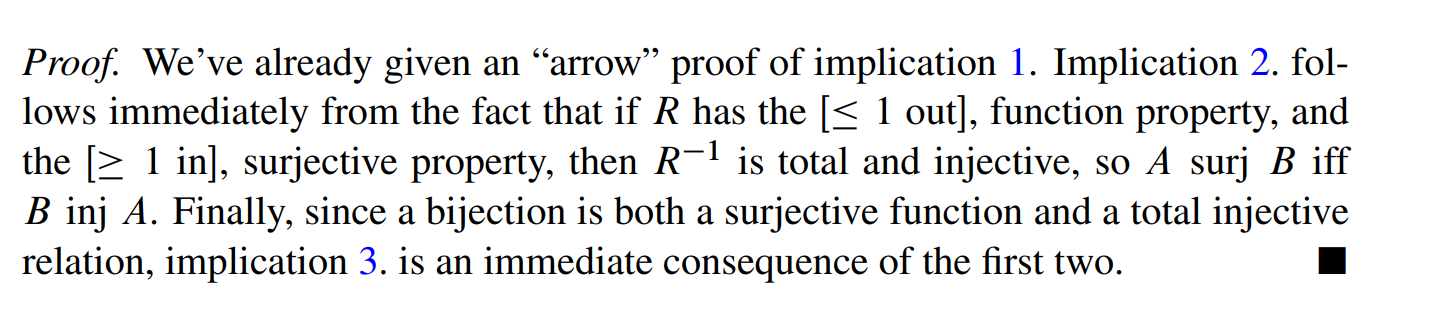 Proof. We’ve already given an “arrow” proof of implication 1. Implication 2. fol-
lows immediately from the fact that if R has the [≤ 1 out], function property, and
the [≥ 1 in], surjective property, then R⁻¹ is total and injective, so A surj B iff
B inj A. Finally, since a bijection is both a surjective function and a total injective
relation, implication 3. is an immediate consequence of the first two. ■